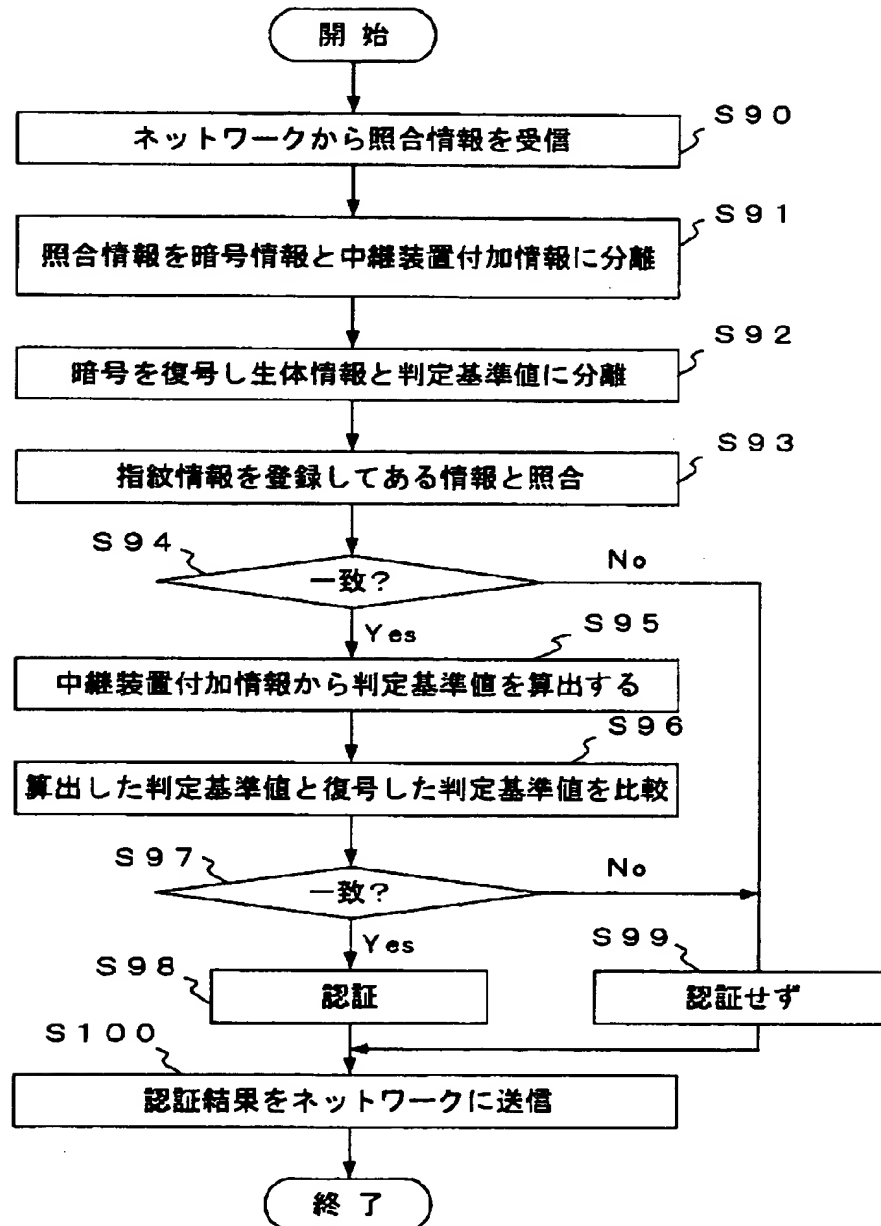 開始
S90
ネットワークから照合情報を受信
S91
照合情報を暗号情報と中継装置付加情報に分離
S92
暗号を復号し生体情報と判定基準値に分離
S93
指紋情報を登録してある情報と照合
S94
一致?
No
Yes
S95
中継装置付加情報から判定基準値を算出する
S96
算出した判定基準値と復号した判定基準値を比較
S97
一致?
No
Yes
S98
認証
S99
認証せず
S100
認証結果をネットワークに送信
終了